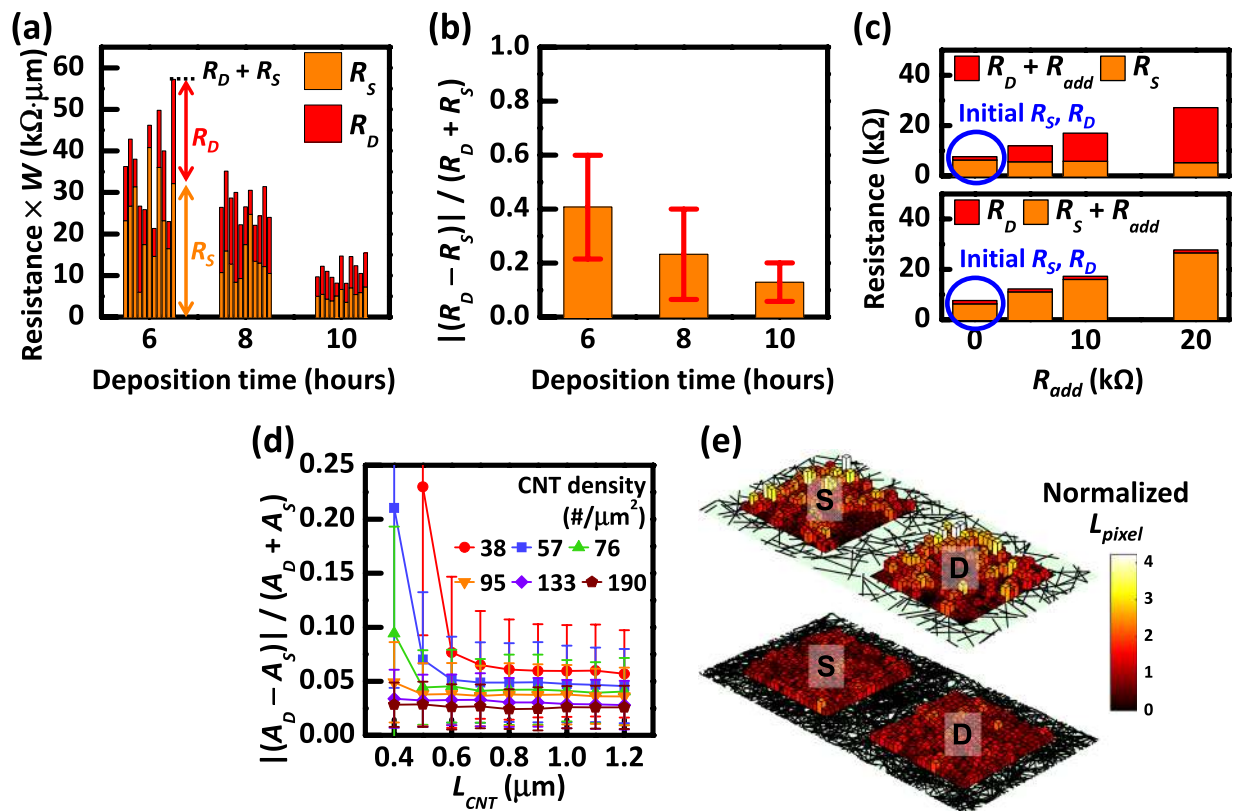 (a)
Resistance × W (kΩ·μm)
60
50
40
30
20
10
0
R_D + R_S
R_S
R_D
R_D
R_S
6 8 10
Deposition time (hours)
(b)
|(R_D − R_S)| / (R_D + R_S)
1.0
0.8
0.6
0.4
0.2
0.0
6 8 10
Deposition time (hours)
(c)
Resistance (kΩ)
R_D + R_add R_S
Initial R_S, R_D
40
20
0
R_D R_S + R_add
Initial R_S, R_D
40
20
0
0 10 20
R_add (kΩ)
(d)
|(A_D − A_S)| / (A_D + A_S)
0.25
0.20
0.15
0.10
0.05
0.00
CNT density
(#/μm²)
38 57 76
95 133 190
0.4 0.6 0.8 1.0 1.2
L_CNT (μm)
(e)
S
D
S
D
Normalized
L_pixel
4
3
2
1
0